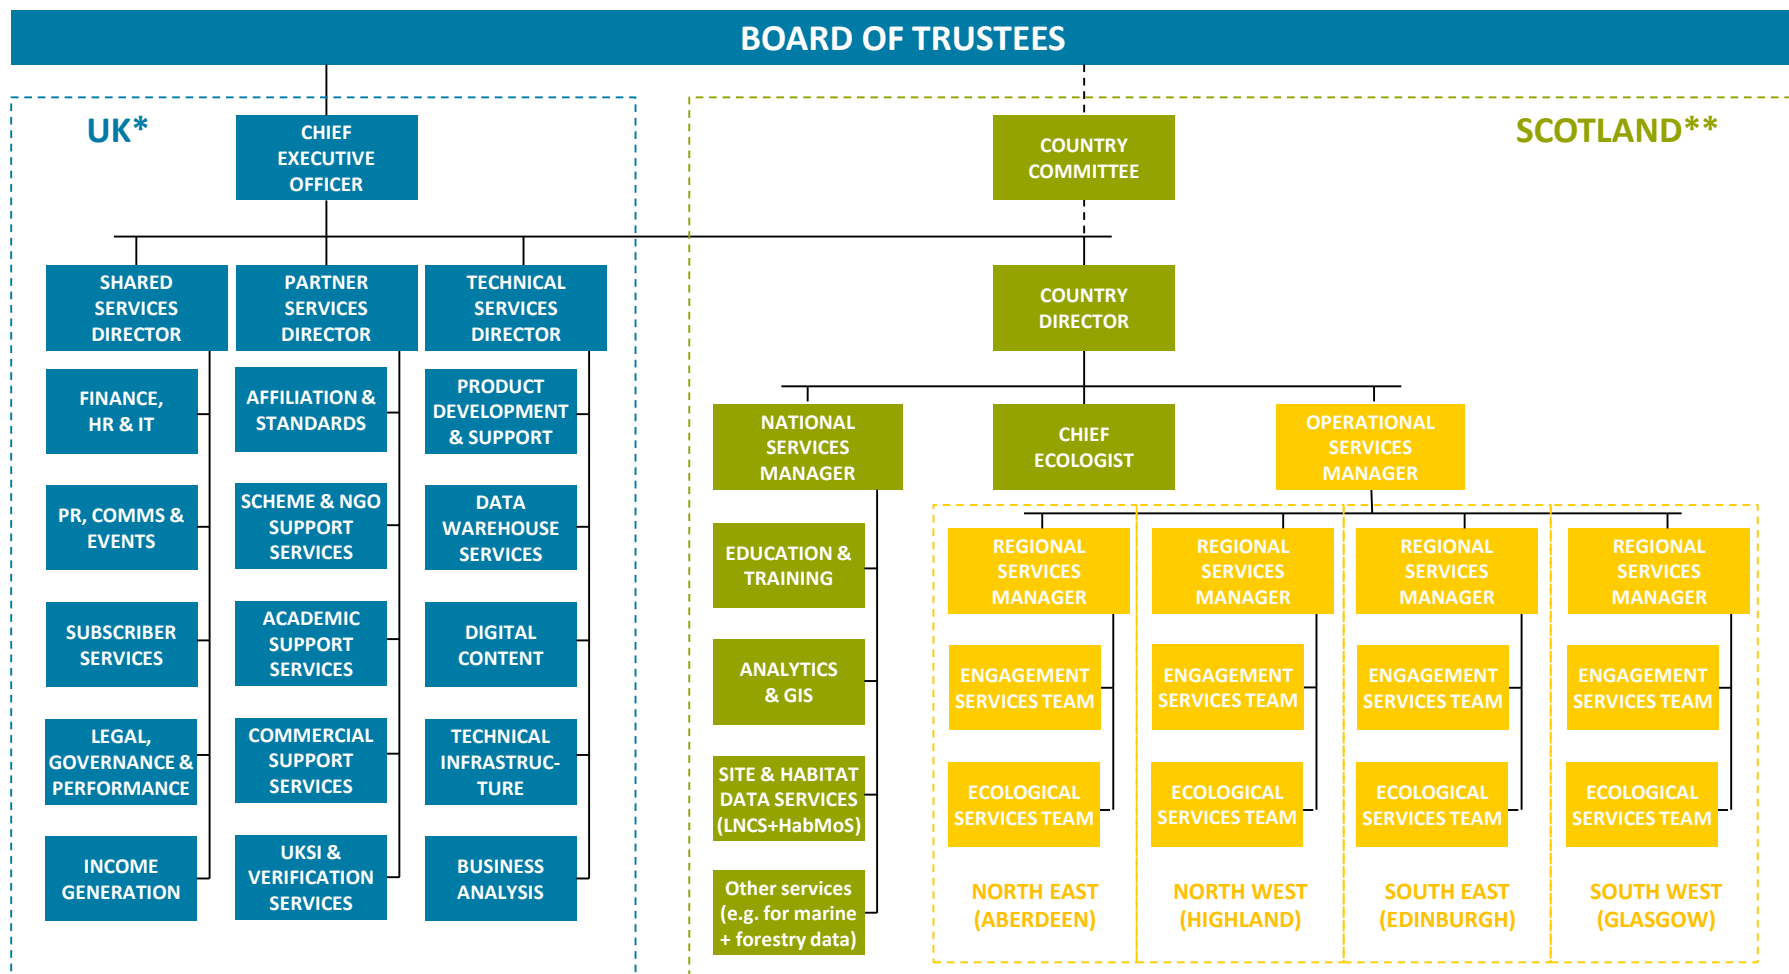 BOARD OF TRUSTEES
UK*
CHIEF
EXECUTIVE
OFFICER
SHARED
SERVICES
DIRECTOR
FINANCE,
HR & IT
PR, COMMS &
EVENTS
SUBSCRIBER
SERVICES
LEGAL,
GOVERNANCE &
PERFORMANCE
INCOME
GENERATION
PARTNER
SERVICES
DIRECTOR
AFFILIATION &
STANDARDS
SCHEME & NGO
SUPPORT
SERVICES
ACADEMIC
SUPPORT
SERVICES
COMMERCIAL
SUPPORT
SERVICES
UKSI &
VERIFICATION
SERVICES
TECHNICAL
SERVICES
DIRECTOR
PRODUCT
DEVELOPMENT
& SUPPORT
DATA
WAREHOUSE
SERVICES
DIGITAL
CONTENT
TECHNICAL
INFRASTRUC-
TURE
BUSINESS
ANALYSIS
SCOTLAND**
COUNTRY
COMMITTEE
COUNTRY
DIRECTOR
NATIONAL
SERVICES
MANAGER
EDUCATION &
TRAINING
ANALYTICS
& GIS
SITE & HABITAT
DATA SERVICES
(LNCS+HabMoS)
Other services
(e.g. for marine
+ forestry data)
CHIEF
ECOLOGIST
OPERATIONAL
SERVICES
MANAGER
REGIONAL
SERVICES
MANAGER
ENGAGEMENT
SERVICES TEAM
ECOLOGICAL
SERVICES TEAM
NORTH EAST
(ABERDEEN)
REGIONAL
SERVICES
MANAGER
ENGAGEMENT
SERVICES TEAM
ECOLOGICAL
SERVICES TEAM
NORTH WEST
(HIGHLAND)
REGIONAL
SERVICES
MANAGER
ENGAGEMENT
SERVICES TEAM
ECOLOGICAL
SERVICES TEAM
SOUTH EAST
(EDINBURGH)
REGIONAL
SERVICES
MANAGER
ENGAGEMENT
SERVICES TEAM
ECOLOGICAL
SERVICES TEAM
SOUTH WEST
(GLASGOW)